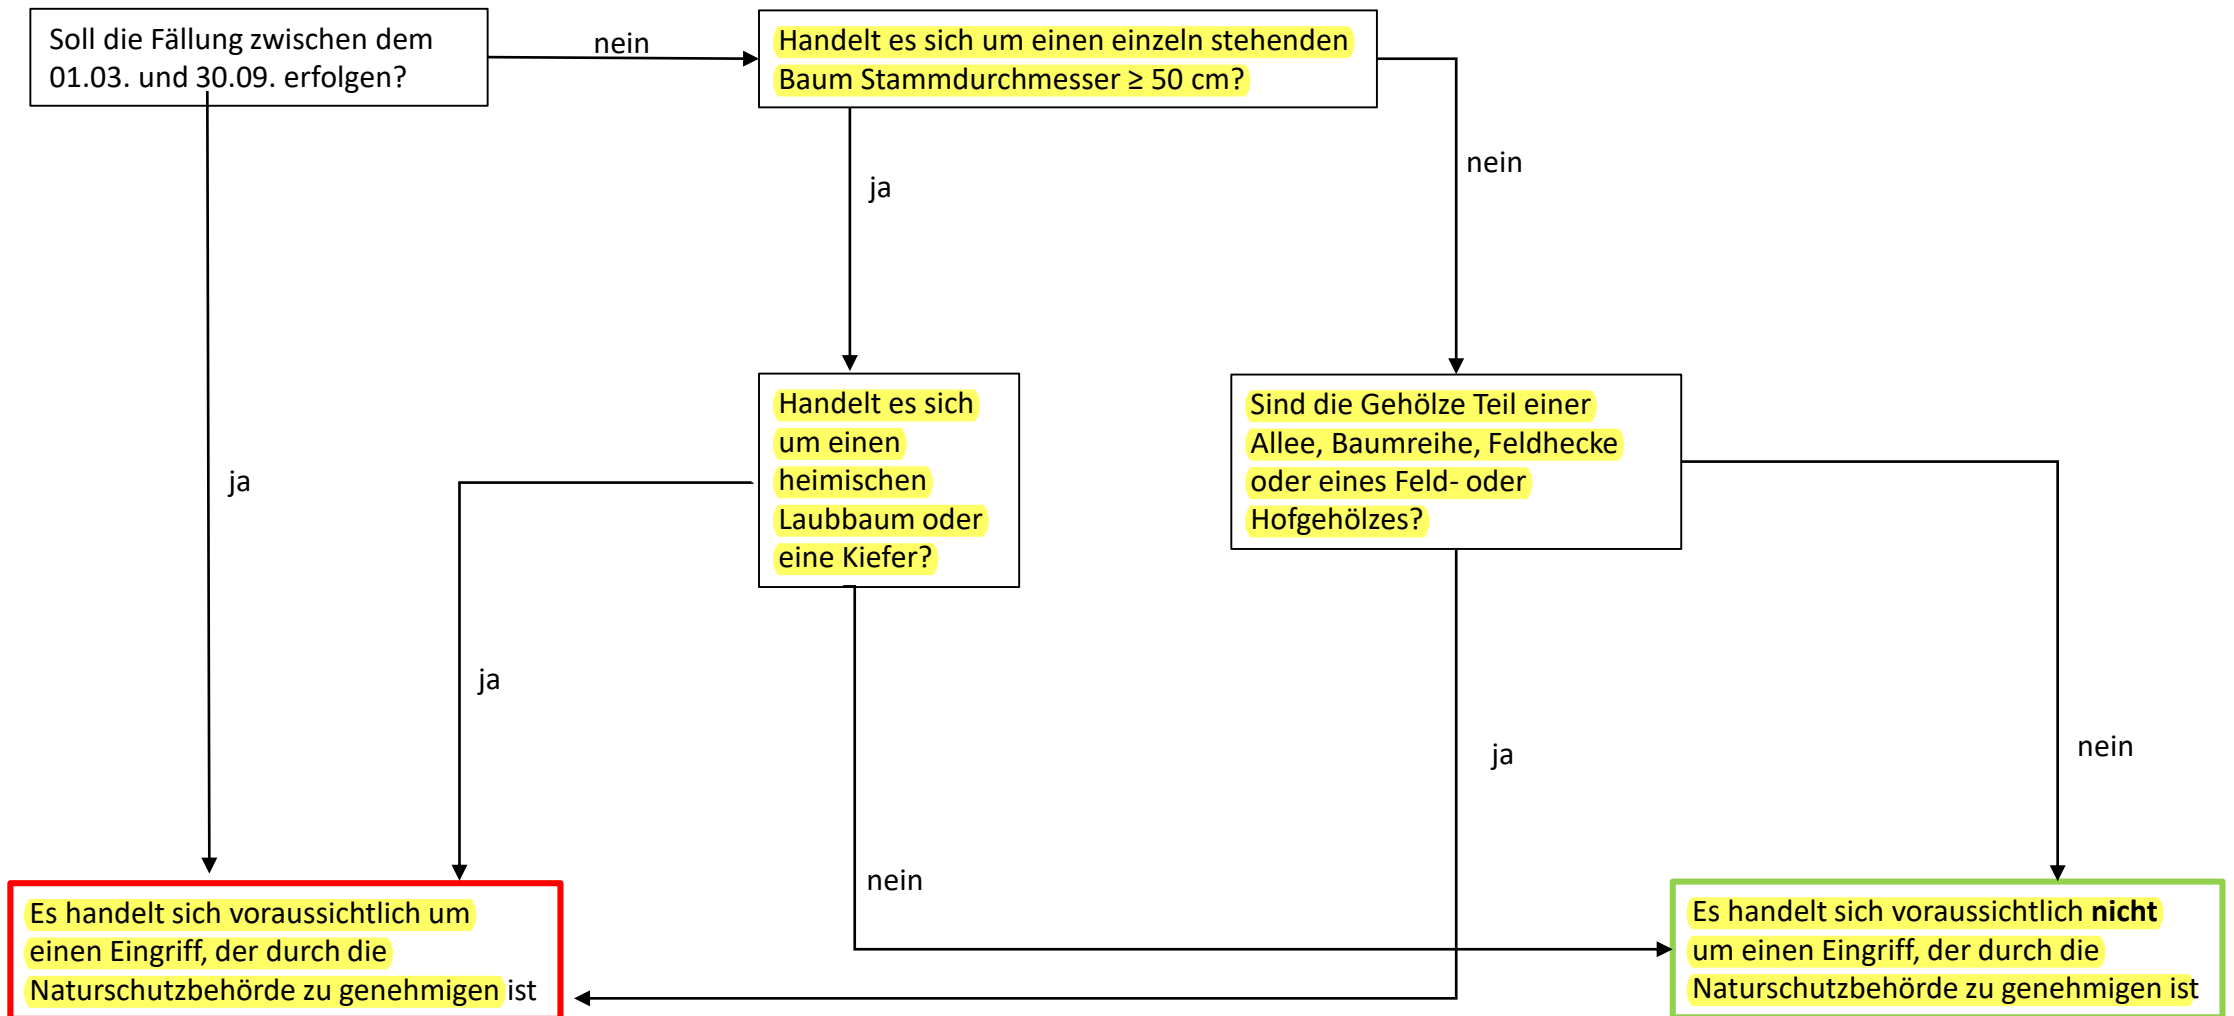 Soll die Fällung zwischen dem
01.03. und 30.09. erfolgen?
nein
Handelt es sich um einen einzeln stehenden
Baum Stammdurchmesser ≥ 50 cm?
ja
nein
Handelt es sich
um einen
heimischen
Laubbaum oder
eine Kiefer?
Sind die Gehölze Teil einer
Allee, Baumreihe, Feldhecke
oder eines Feld- oder
Hofgehölzes?
ja
ja
nein
ja
nein
Es handelt sich voraussichtlich um
einen Eingriff, der durch die
Naturschutzbehörde zu genehmigen ist
Es handelt sich voraussichtlich nicht
um einen Eingriff, der durch die
Naturschutzbehörde zu genehmigen ist